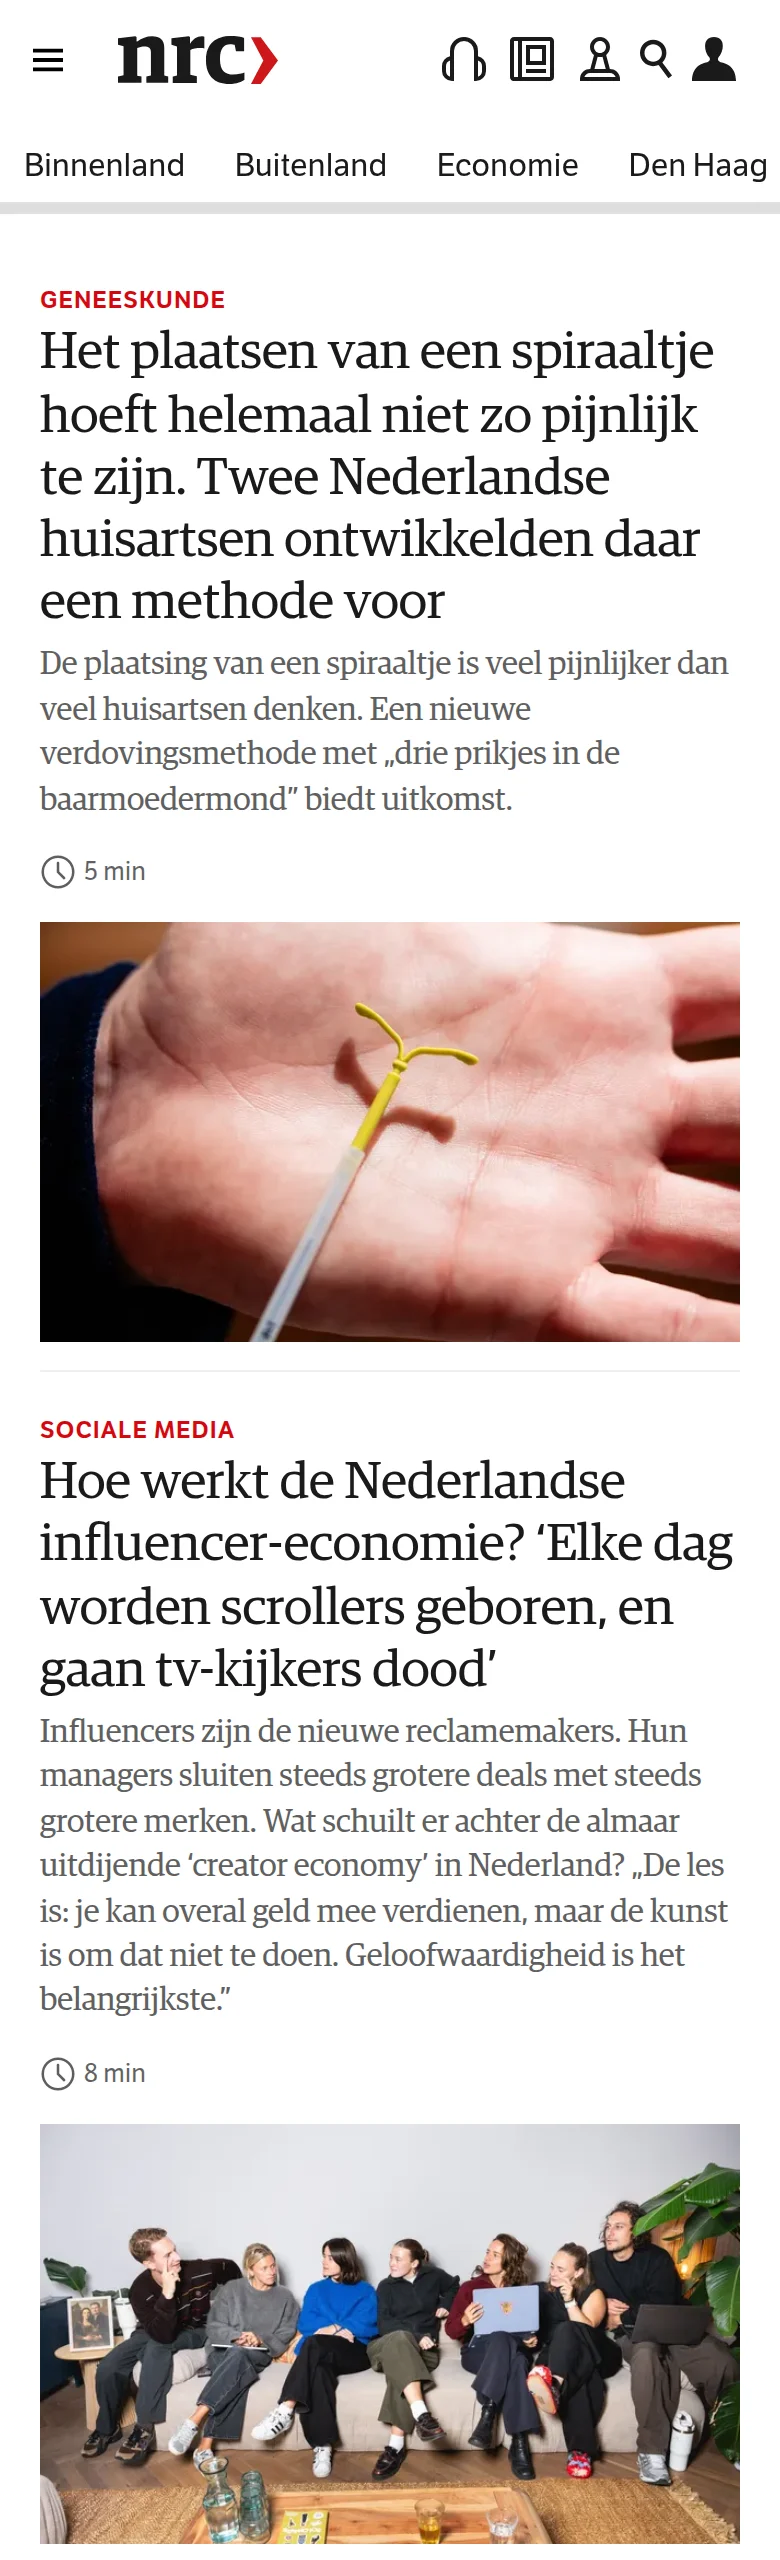 nrc
Binnenland Buitenland Economie Den Haag
GENEESKUNDE
Het plaatsen van een spiraaltje
hoeft helemaal niet zo pijnlijk
te zijn. Twee Nederlandse
huisartsen ontwikkelden daar
een methode voor
De plaatsing van een spiraaltje is veel pijnlijker dan
veel huisartsen denken. Een nieuwe
verdovingsmethode met „drie prikjes in de
baarmoedermond” biedt uitkomst.
5 min
SOCIALE MEDIA
Hoe werkt de Nederlandse
influencer-economie? ‘Elke dag
worden scrollers geboren, en
gaan tv-kijkers dood’
Influencers zijn de nieuwe reclamemakers. Hun
managers sluiten steeds grotere deals met steeds
grotere merken. Wat schuilt er achter de almaar
uitdijende ‘creator economy’ in Nederland? „De les
is: je kan overal geld mee verdienen, maar de kunst
is om dat niet te doen. Geloofwaardigheid is het
belangrijkste.”
8 min